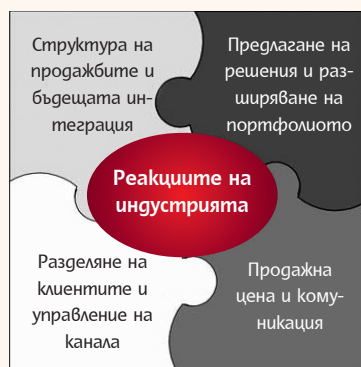 Структура на
продажбите и
бъдещата ин-
теграция
Предлагане на
решения и раз-
ширяване на
портфолиото
Реакциите на
индустрията
Разделяне на
клиентите и
управление на
канала
Продажна
цена и кому-
никация